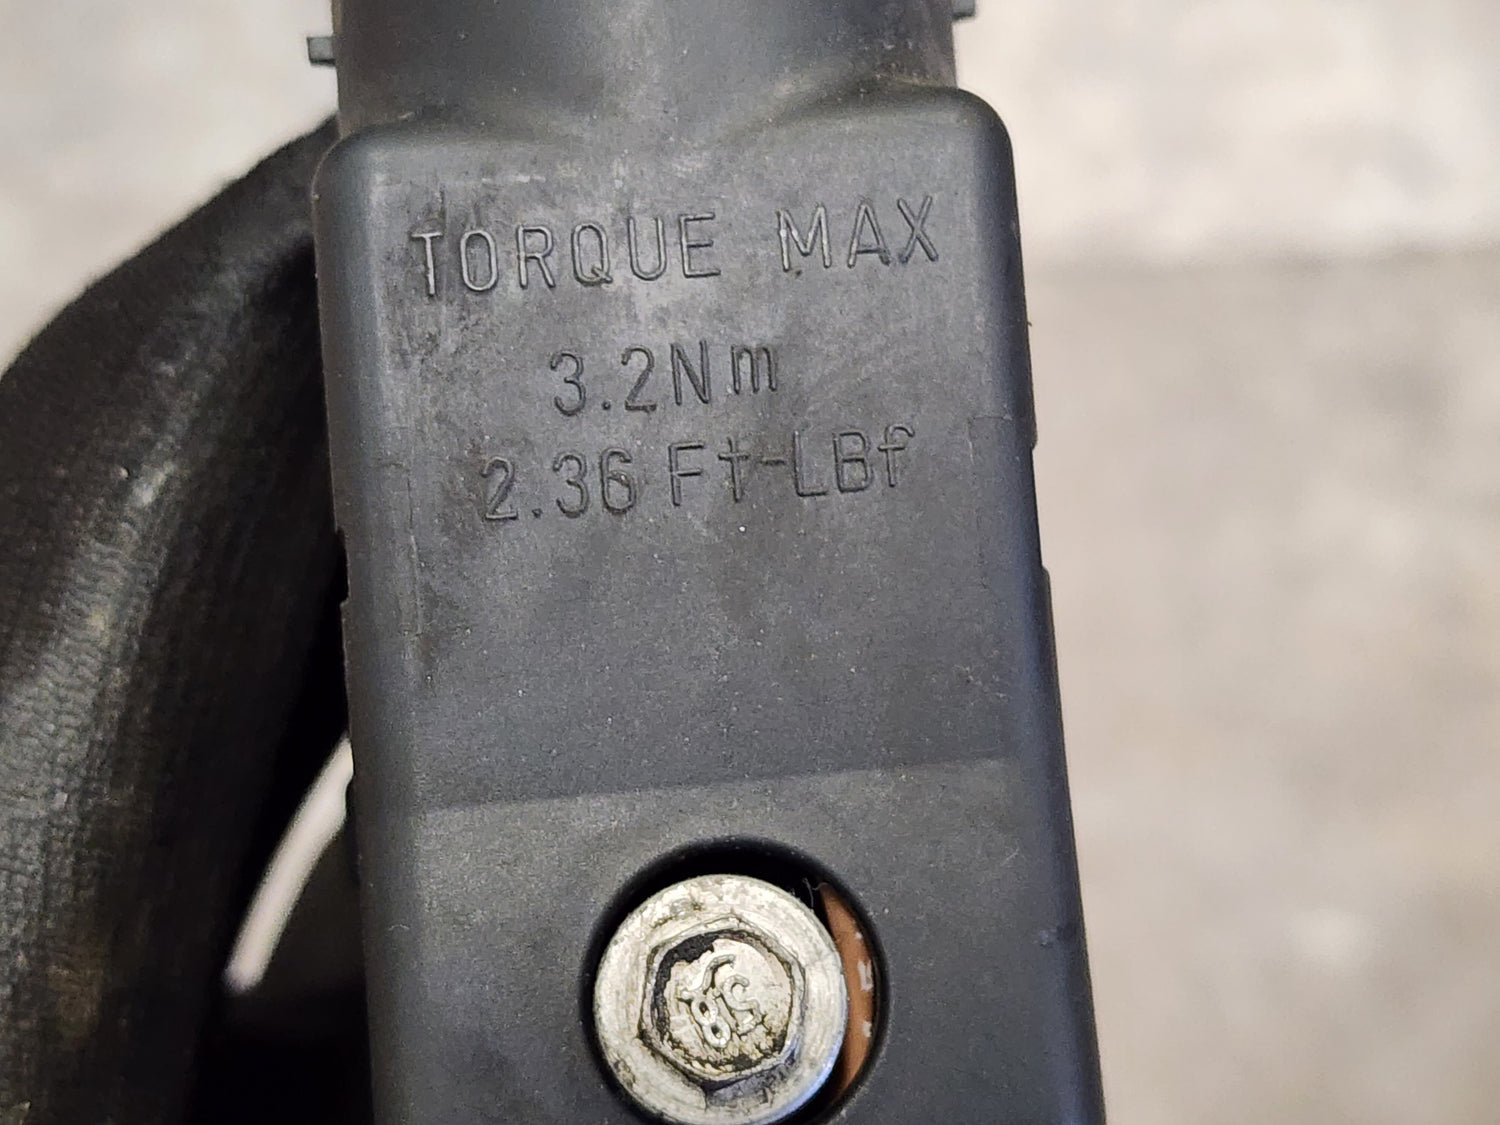 TORQUE MAX
3.2Nm
2.36 Ft-LBf